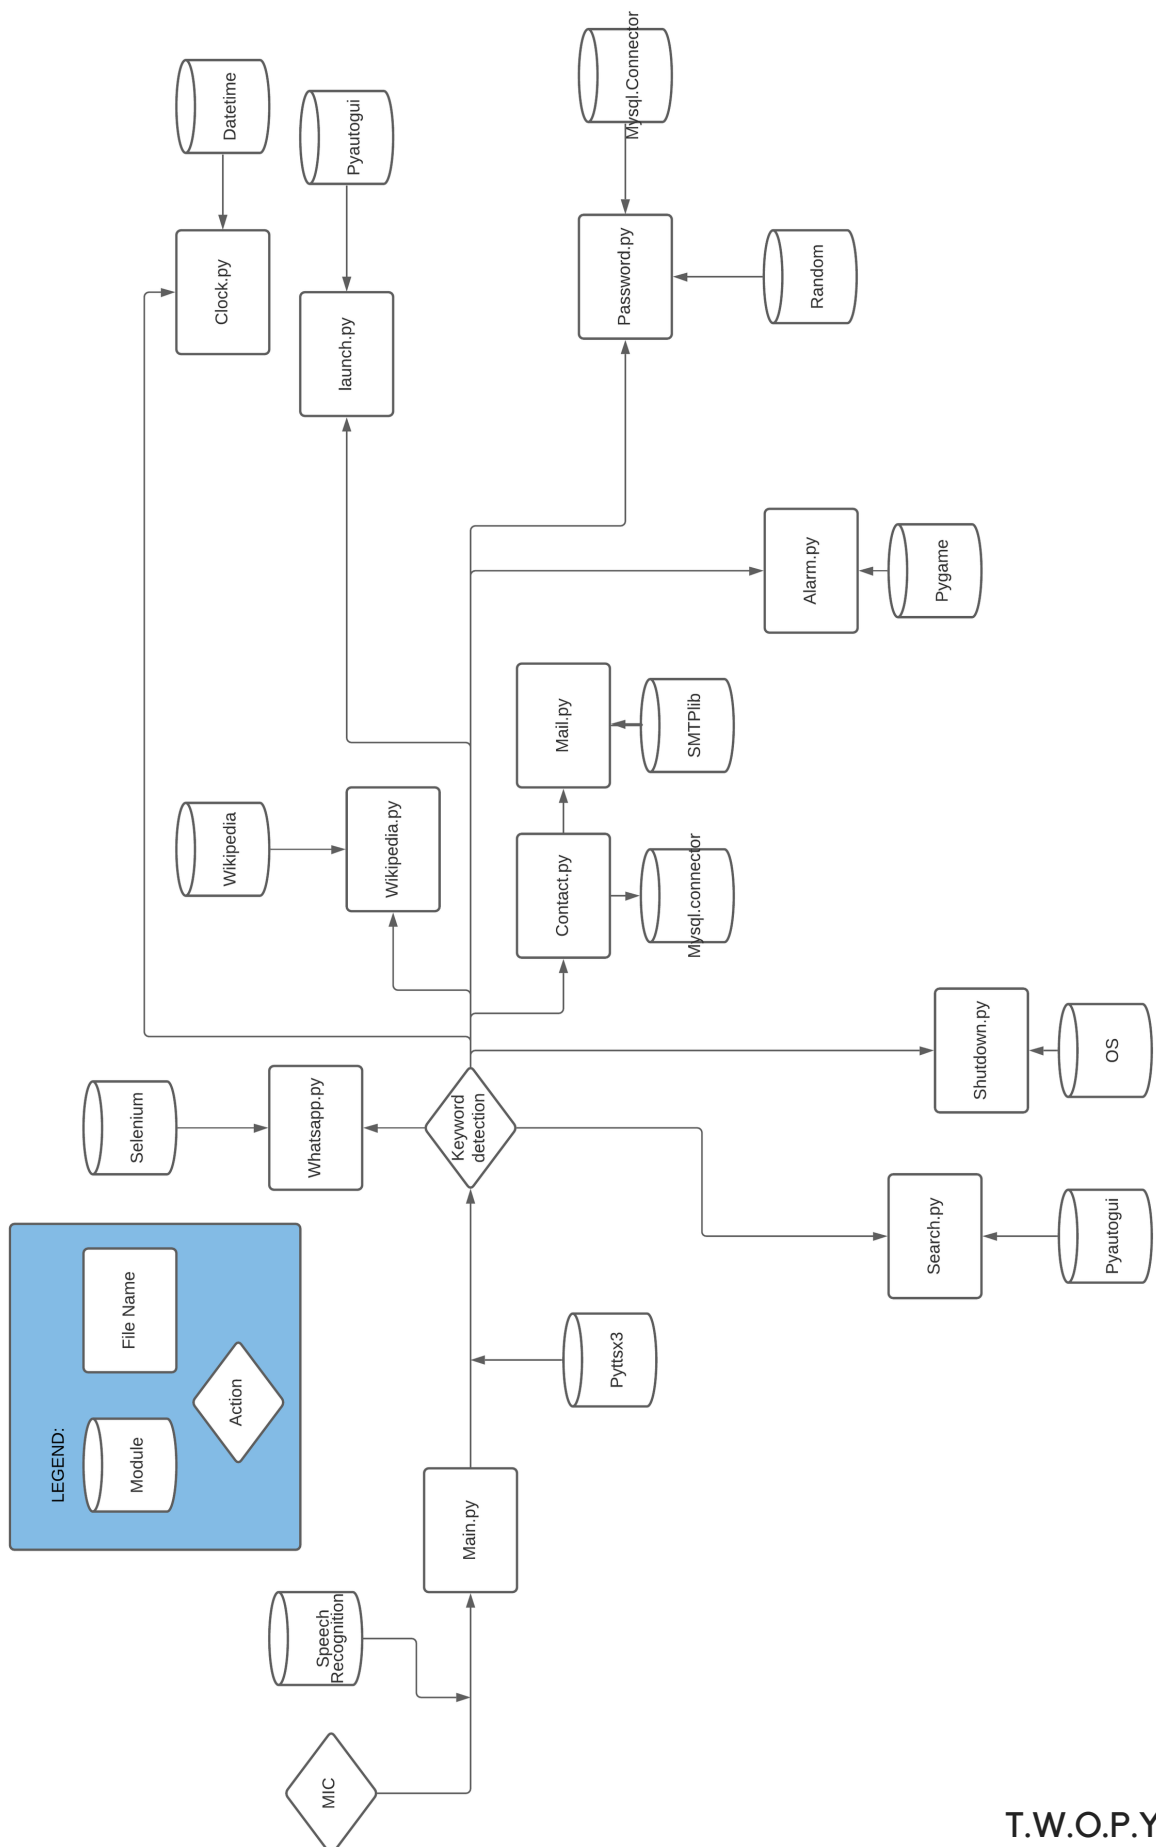 LEGEND:
Module
File Name
Action
MIC
Speech
Recognition
Main.py
Pyttsx3
Keyword
detection
Selenium
Whatsapp.py
Search.py
Pyautogui
Shutdown.py
OS
Wikipedia
Wikipedia.py
Contact.py
Mysql.connector
Mail.py
SMTPlib
Alarm.py
Pygame
launch.py
Pyautogui
Clock.py
Datetime
Password.py
Mysql.Connector
Random
T.W.O.P.Y